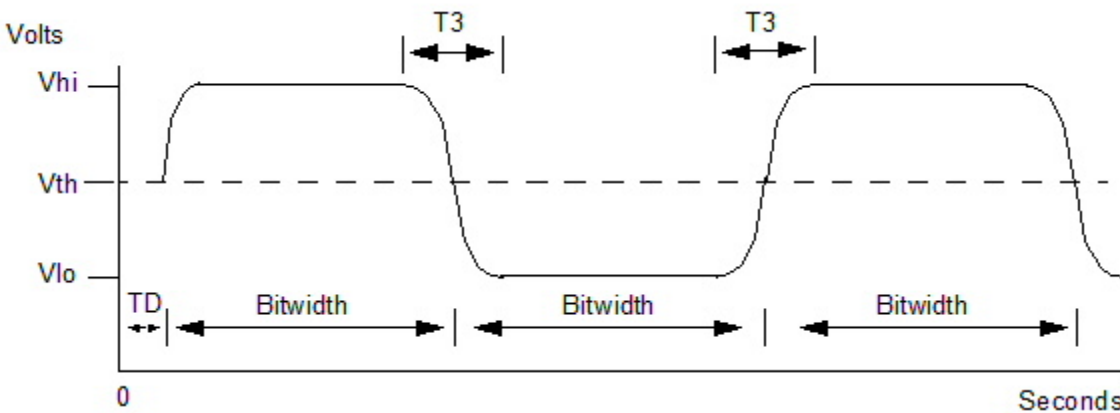 T3 T3
Volts
Vhi
Vth
Vlo
TD Bitwidth Bitwidth Bitwidth
0 Seconds